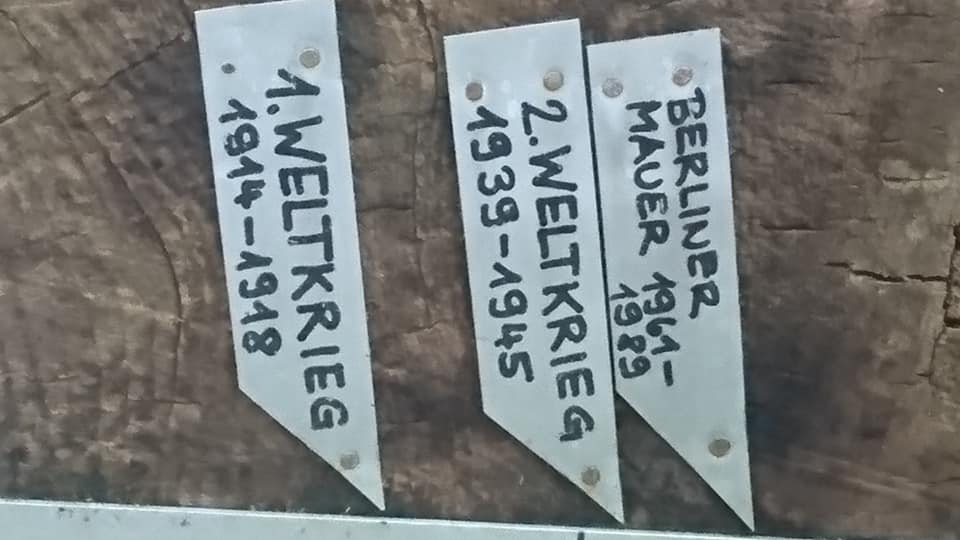 1. WELTKRIEG
1914-1918
2. WELTKRIEG
1939-1945
BERLINER
MAUER 1961-
1989